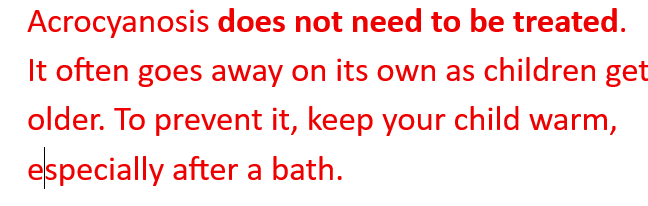 Acrocyanosis does not need to be treated.
It often goes away on its own as children get
older. To prevent it, keep your child warm,
especially after a bath.